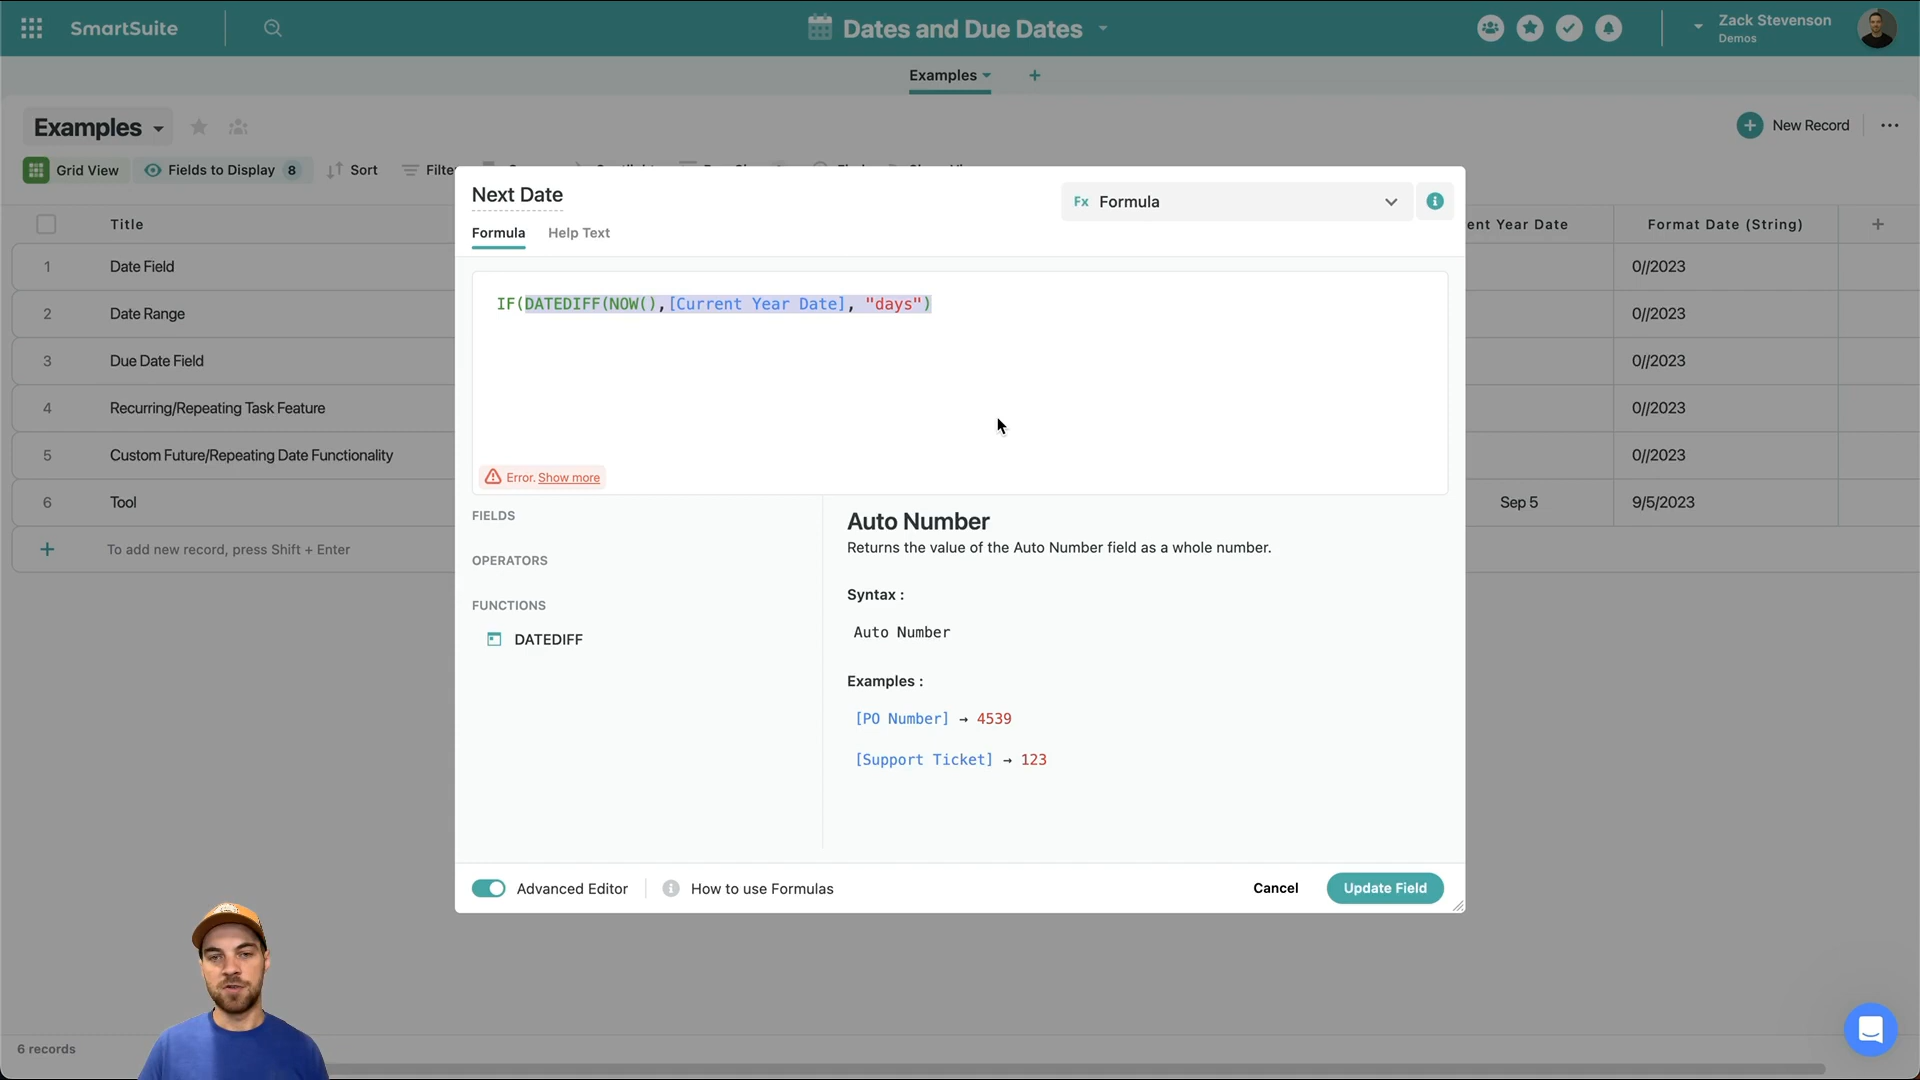 SmartSuite
Dates and Due Dates
Zack Stevenson
Demos
Examples
+
Examples
New Record
Grid View
Fields to Display 8
Sort
Title
ent Year Date
Format Date (String)
+
1 Date Field 0//2023
2 Date Range 0//2023
3 Due Date Field 0//2023
4 Recurring/Repeating Task Feature 0//2023
5 Custom Future/Repeating Date Functionality 0//2023
6 Tool Sep 5 9/5/2023
+ To add new record, press Shift + Enter
6 records
Next Date
Fx Formula
Formula
Help Text
IF(DATEDIFF(NOW(),[Current Year Date], "days")
Error. Show more
FIELDS
OPERATORS
FUNCTIONS
DATEDIFF
Auto Number
Returns the value of the Auto Number field as a whole number.
Syntax :
Auto Number
Examples :
[PO Number] → 4539
[Support Ticket] → 123
Advanced Editor
How to use Formulas
Cancel
Update Field